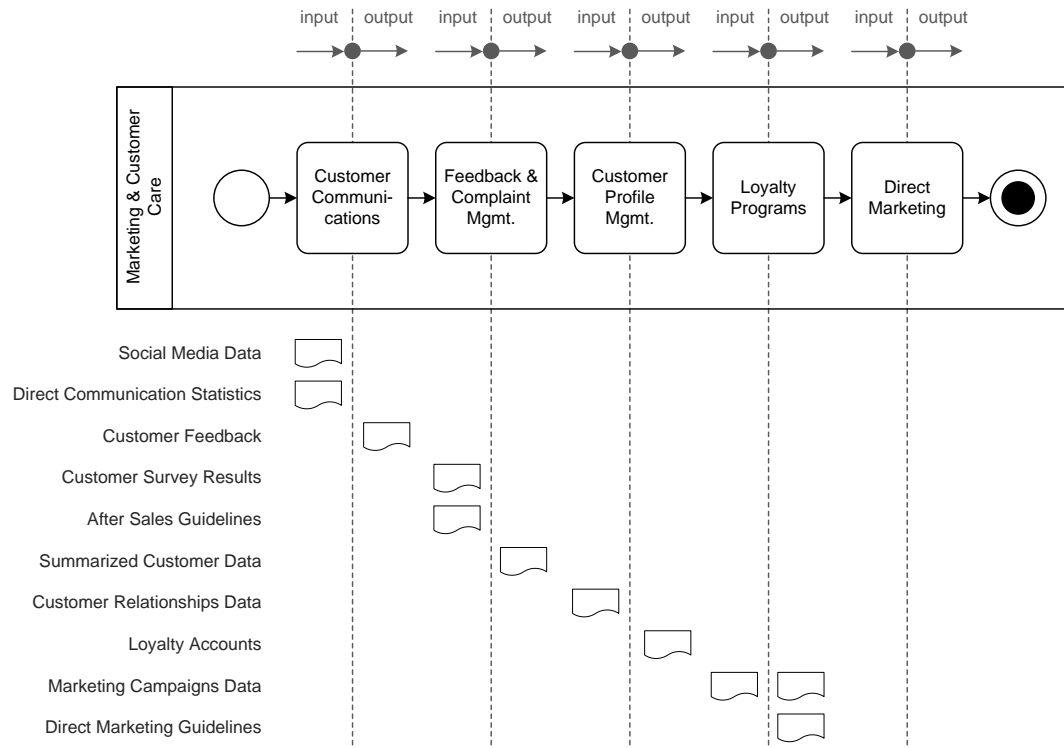 input output input output input output input output input output
Marketing & Customer
Care
Customer
Communi-
cations
Feedback &
Complaint
Mgmt.
Customer
Profile
Mgmt.
Loyalty
Programs
Direct
Marketing
Social Media Data
Direct Communication Statistics
Customer Feedback
Customer Survey Results
After Sales Guidelines
Summarized Customer Data
Customer Relationships Data
Loyalty Accounts
Marketing Campaigns Data
Direct Marketing Guidelines